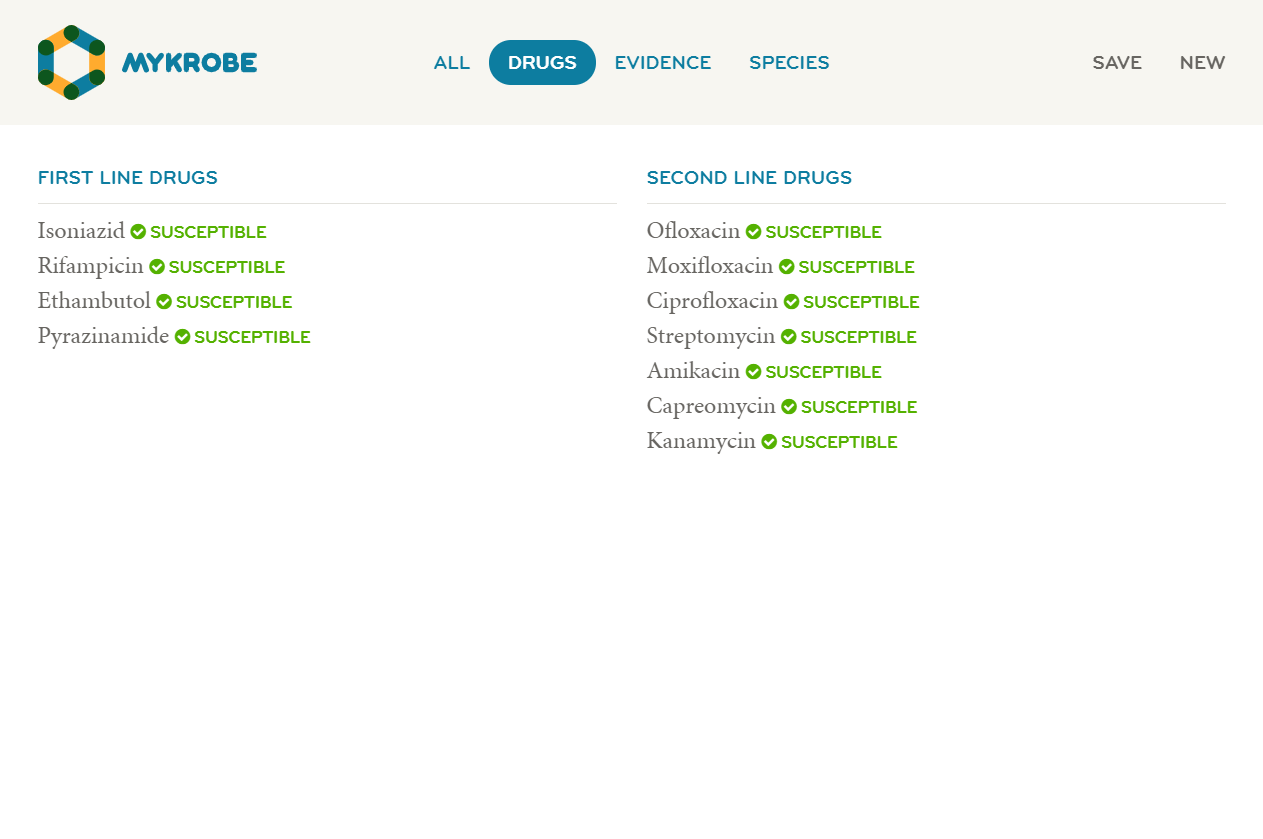 MYKROBE
ALL DRUGS EVIDENCE SPECIES
SAVE NEW
FIRST LINE DRUGS
Isoniazid SUSCEPTIBLE
Rifampicin SUSCEPTIBLE
Ethambutol SUSCEPTIBLE
Pyrazinamide SUSCEPTIBLE
SECOND LINE DRUGS
Ofloxacin SUSCEPTIBLE
Moxifloxacin SUSCEPTIBLE
Ciprofloxacin SUSCEPTIBLE
Streptomycin SUSCEPTIBLE
Amikacin SUSCEPTIBLE
Capreomycin SUSCEPTIBLE
Kanamycin SUSCEPTIBLE